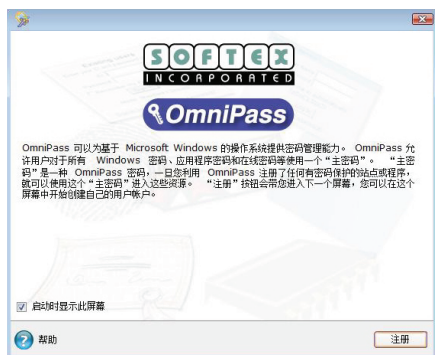 SOFTEX
INCORPORATED
OmniPass
OmniPass 可以为基于 Microsoft Windows 的操作系统提供密码管理能力。 OmniPass 允
许用户对于所有 Windows 密码、应用程序密码和在线密码等使用一个“主密码”。 “主密
码”是一种 OmniPass 密码，一旦您利用 OmniPass 注册了任何有密码保护的站点或程序，
就可以使用这个“主密码”进入这些资源。 “注册”按钮会带您进入下一个屏幕，您可以在这个
屏幕中开始创建自己的用户帐户。
启动时显示此屏幕
帮助
注册